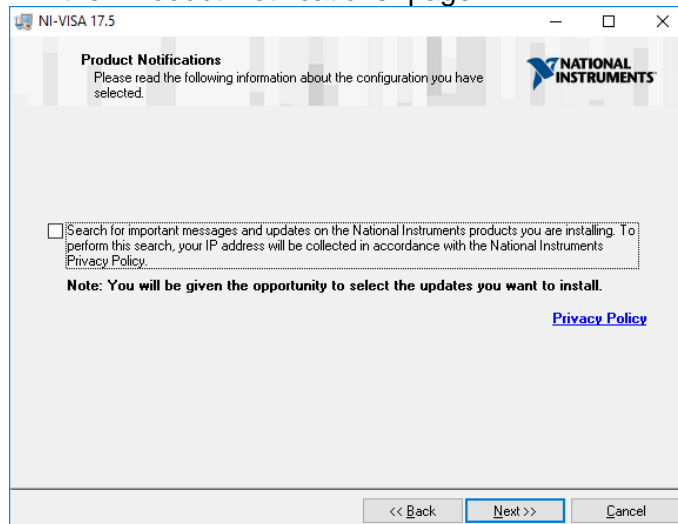 NI-VISA 17.5
Product Notifications
Please read the following information about the configuration you have
selected.
NATIONAL
INSTRUMENTS
Search for important messages and updates on the National Instruments products you are installing. To
perform this search, your IP address will be collected in accordance with the National Instruments
Privacy Policy.
Note: You will be given the opportunity to select the updates you want to install.
Privacy Policy
<< Back
Next >>
Cancel